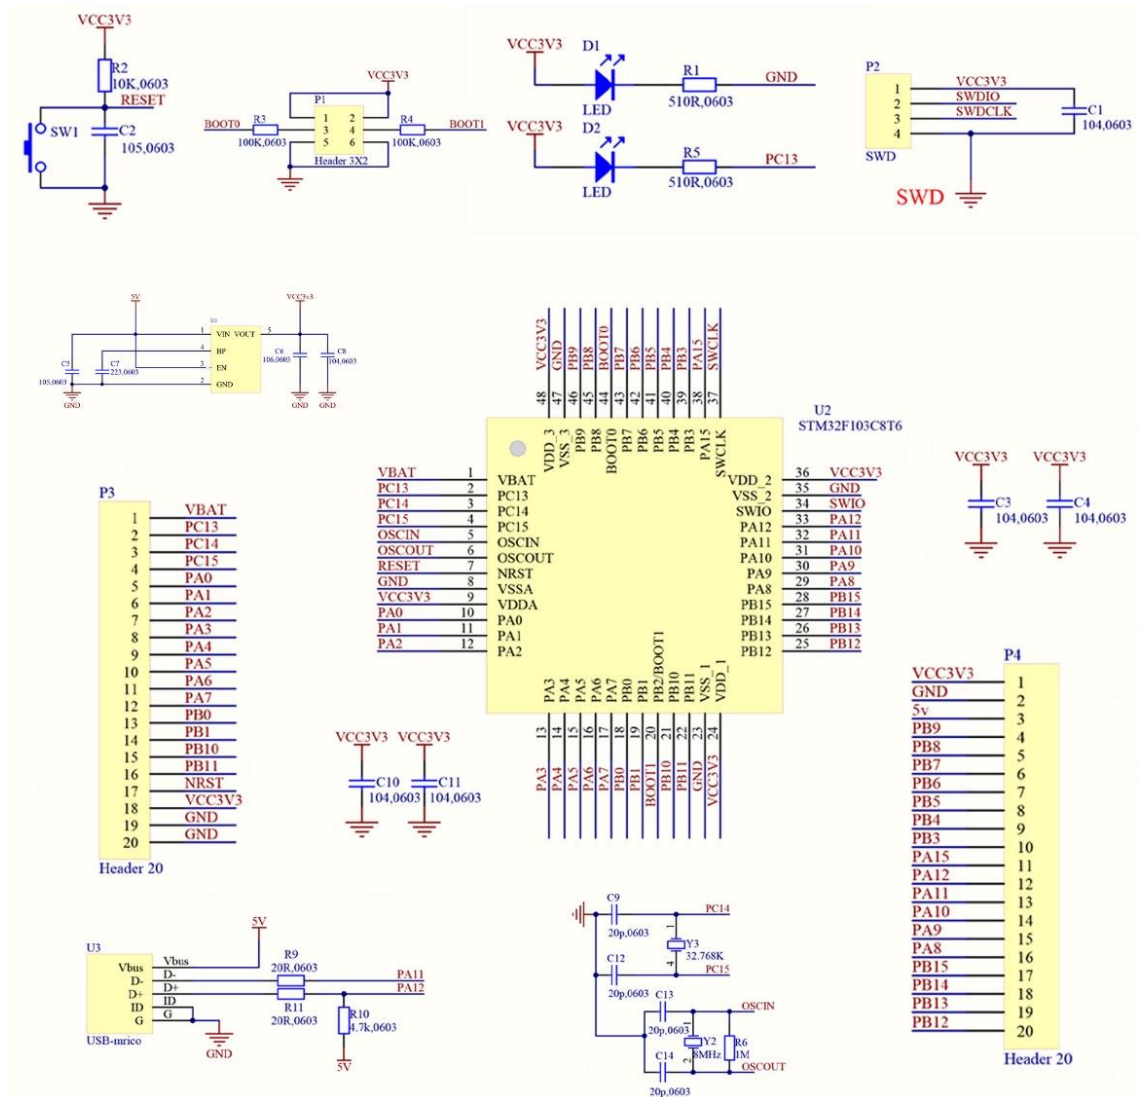 VCC3V3
R2
10K,0603
RESET
SW1
C2
105,0603
VCC3V3
P1
BOOT0
R3
100K,0603
1 2
3 4
5 6
R4
100K,0603
BOOT1
Header 3X2
VCC3V3
D1
LED
R1
510R,0603
GND
VCC3V3
D2
LED
R5
510R,0603
PC13
P2
1 VCC3V3
2 SWDIO
3 SWDCLK
4
SWD
C1
104,0603
SWD
5V
VCC3v3
1 VIN VOUT 5
4 BP
3 EN
2 GND
C5
105,0603
C7
223,0603
C6
106,0603
C8
104,0603
GND
GND
GND
U2
STM32F103C8T6
VCC3V3 48 VDD_3
GND 47 VSS_3
PB9 46 PB9
PB8 45 PB8
BOOT0 44 BOOT0
PB7 43 PB7
PB6 42 PB6
PB5 41 PB5
PB4 40 PB4
PB3 39 PB3
PA15 38 PA15
SWCLK 37 SWCLK
VBAT 1 VBAT
PC13 2 PC13
PC14 3 PC14
PC15 4 PC15
OSCIN 5 OSCIN
OSCOUT 6 OSCOUT
RESET 7 NRST
GND 8 VSSA
VCC3V3 9 VDDA
PA0 10 PA0
PA1 11 PA1
PA2 12 PA2
VDD_2 36 VCC3V3
VSS_2 35 GND
SWIO 34 SWIO
PA12 33 PA12
PA11 32 PA11
PA10 31 PA10
PA9 30 PA9
PA8 29 PA8
PB15 28 PB15
PB14 27 PB14
PB13 26 PB13
PB12 25 PB12
PA3 13 PA3
PA4 14 PA4
PA5 15 PA5
PA6 16 PA6
PA7 17 PA7
PB0 18 PB0
PB1 19 PB1
PB2/BOOT1 20 BOOT1
PB10 21 PB10
PB11 22 PB11
VSS_1 23 GND
VDD_1 24 VCC3V3
VCC3V3
C3
104,0603
VCC3V3
C4
104,0603
P3
1 VBAT
2 PC13
3 PC14
4 PC15
5 PA0
6 PA1
7 PA2
8 PA3
9 PA4
10 PA5
11 PA6
12 PA7
13 PB0
14 PB1
15 PB10
16 PB11
17 NRST
18 VCC3V3
19 GND
20 GND
Header 20
VCC3V3
C10
104,0603
VCC3V3
C11
104,0603
P4
VCC3V3 1
GND 2
5v 3
PB9 4
PB8 5
PB7 6
PB6 7
PB5 8
PB4 9
PB3 10
PA15 11
PA12 12
PA11 13
PA10 14
PA9 15
PA8 16
PB15 17
PB14 18
PB13 19
PB12 20
Header 20
U3
Vbus Vbus
D- D-
D+ D+
ID ID
G G
USB-mrico
5V
GND
R9
20R,0603
R11
20R,0603
PA11
PA12
R10
4.7k,0603
5V
C9
20p,0603
PC14
1
Y3
32.768K
4
C12
20p,0603
PC15
C13
20p,0603
OSCIN
1
Y2
8MHz
2
R6
1M
C14
20p,0603
OSCOUT